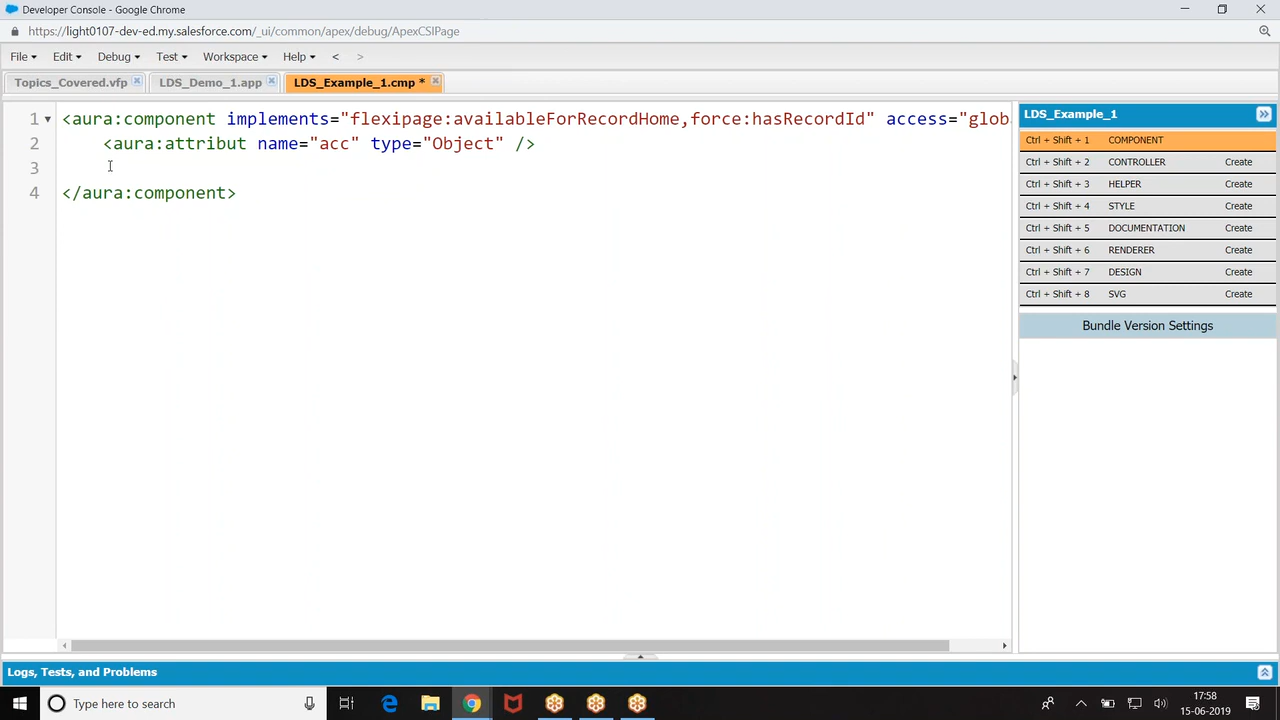 Developer Console - Google Chrome
https://light0107-dev-ed.my.salesforce.com/_ui/common/apex/debug/ApexCSIPage
File Edit Debug Test Workspace Help < >
Topics_Covered.vfp LDS_Demo_1.app LDS_Example_1.cmp *
1 <aura:component implements="flexipage:availableForRecordHome,force:hasRecordId" access="globa
2 <aura:attribut name="acc" type="Object" />
3
4 </aura:component>
LDS_Example_1
Ctrl + Shift + 1 COMPONENT
Ctrl + Shift + 2 CONTROLLER Create
Ctrl + Shift + 3 HELPER Create
Ctrl + Shift + 4 STYLE Create
Ctrl + Shift + 5 DOCUMENTATION Create
Ctrl + Shift + 6 RENDERER Create
Ctrl + Shift + 7 DESIGN Create
Ctrl + Shift + 8 SVG Create
Bundle Version Settings
Logs, Tests, and Problems
Type here to search
17:58
15-06-2019